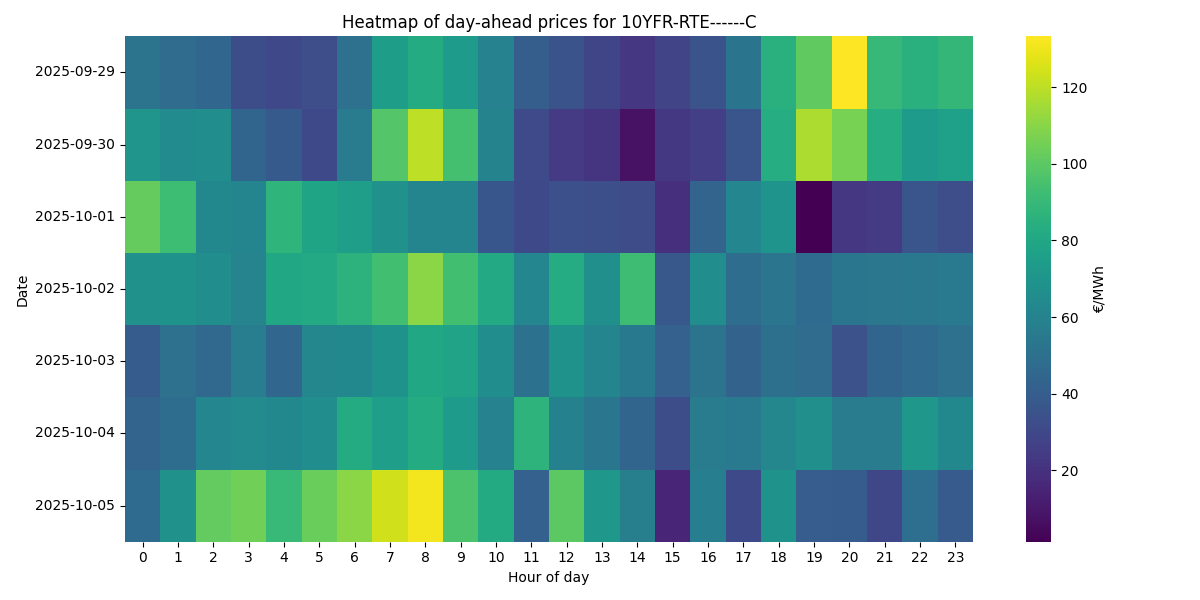 Heatmap of day-ahead prices for 10YFR-RTE------C
2025-09-29
2025-09-30
2025-10-01
2025-10-02
2025-10-03
2025-10-04
2025-10-05
Date
0 1 2 3 4 5 6 7 8 9 10 11 12 13 14 15 16 17 18 19 20 21 22 23
Hour of day
120
100
80
60
40
20
€/MWh